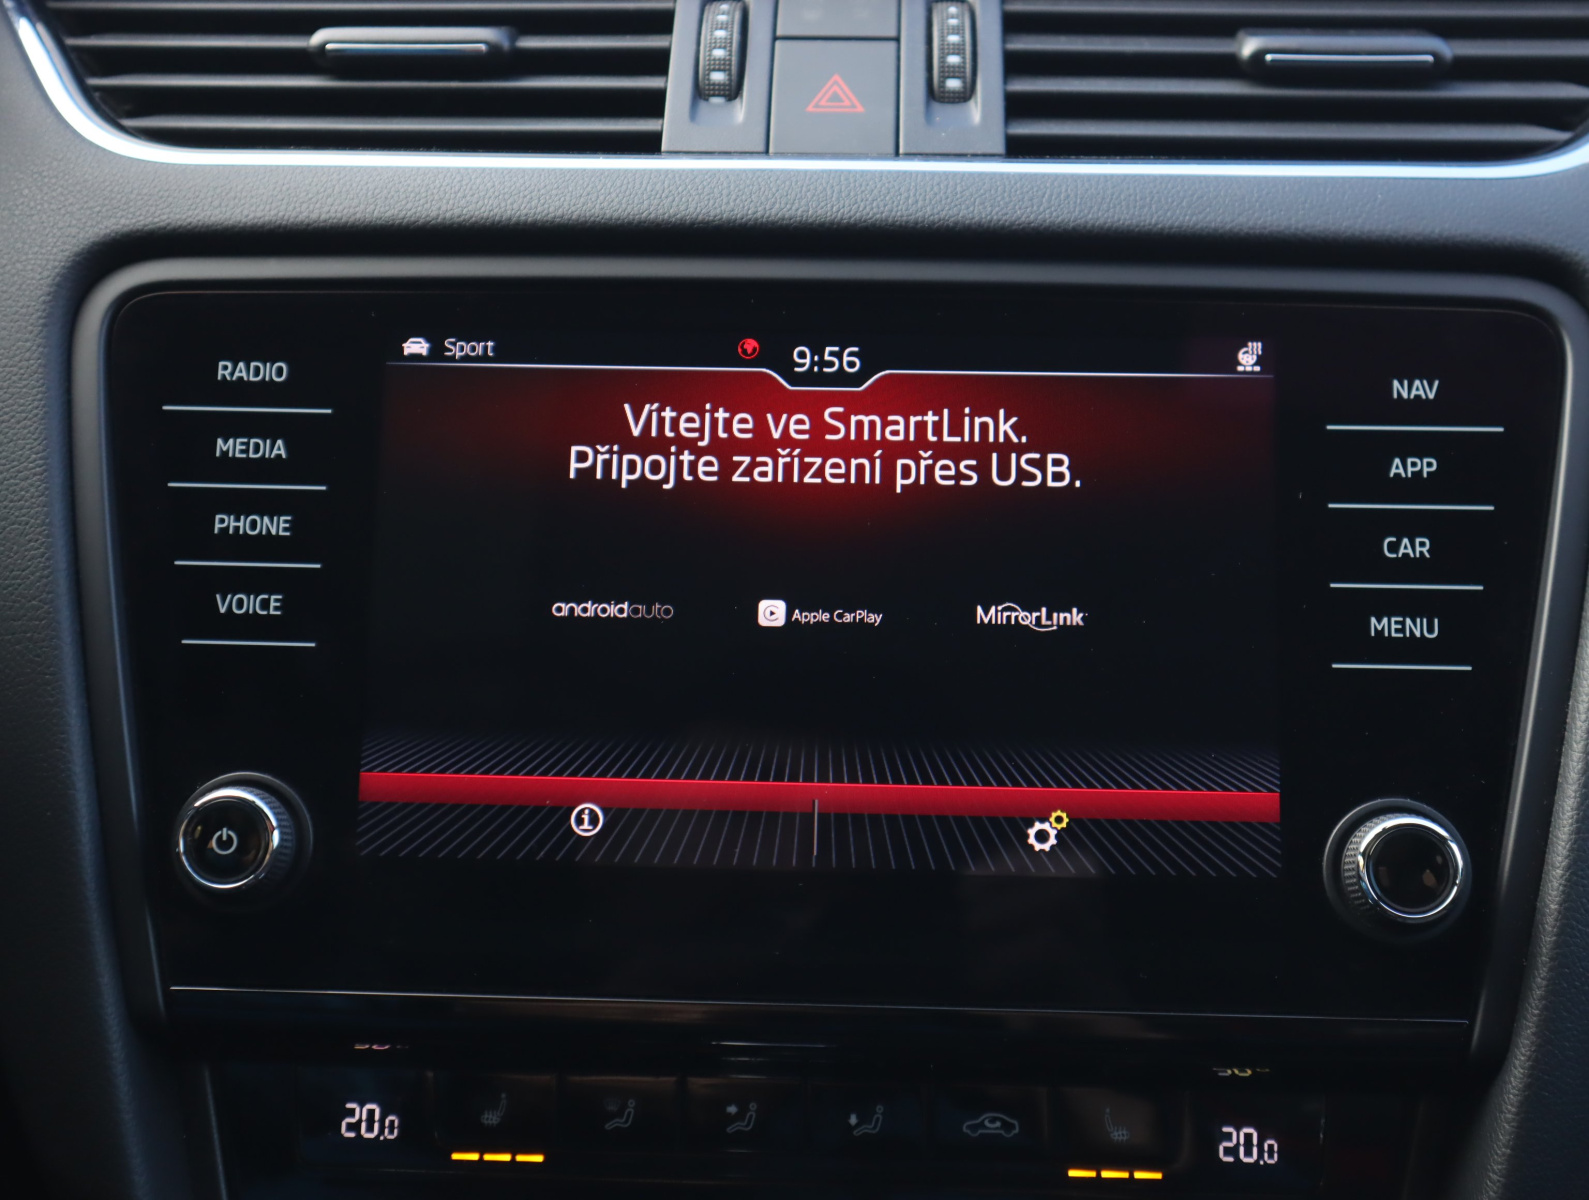 Sport
9:56
RADIO
MEDIA
PHONE
VOICE
Vítejte ve SmartLink.
Připojte zařízení přes USB.
androidauto
Apple CarPlay
MirrorLink
NAV
APP
CAR
MENU
20.0
20.0